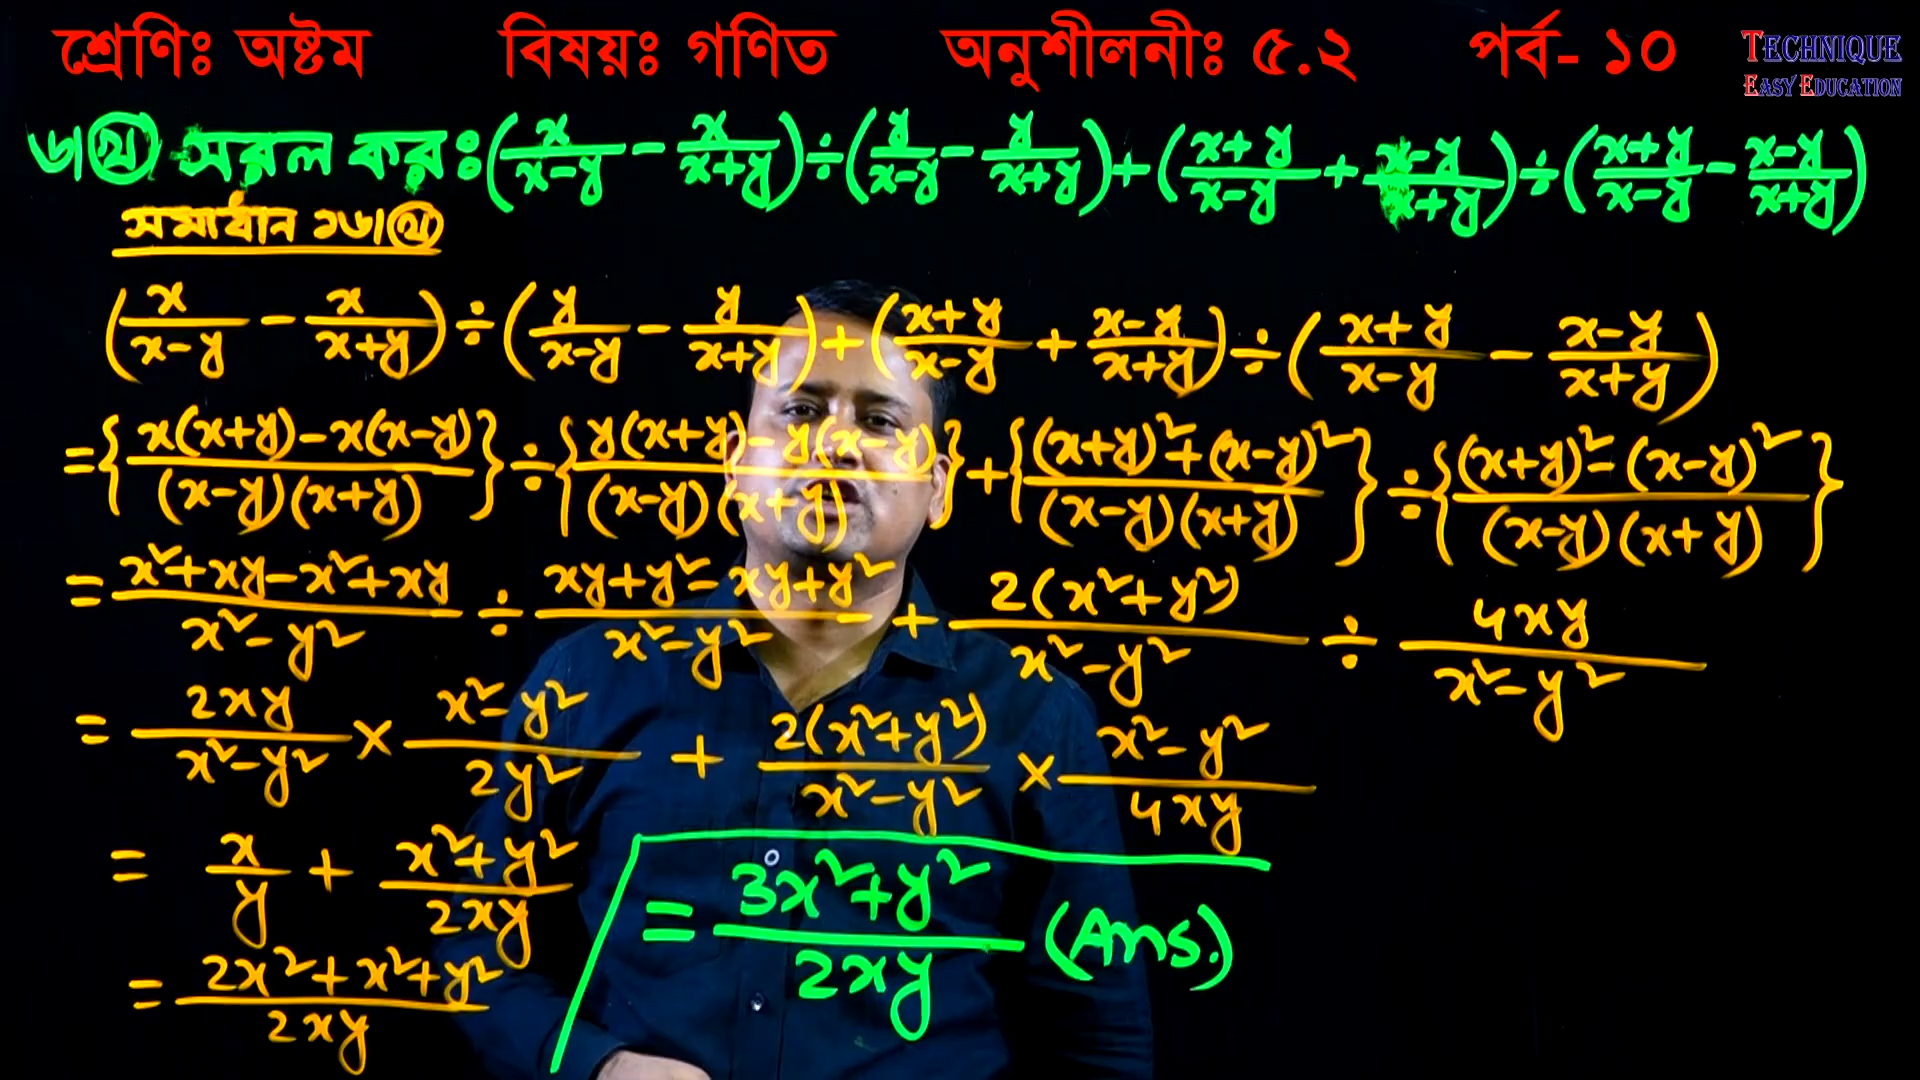 শ্রেণিঃ অষ্টম বিষয়ঃ গণিত অনুশীলনীঃ ৫.২ পর্ব- ১০
TECHNIQUE
EASY EDUCATION
৬।(খ) সরল কর: (x/(x-y) - x/(x+y)) ÷ (y/(x-y) - y/(x+y)) + ((x+y)/(x-y) + (x-y)/(x+y)) ÷ ((x+y)/(x-y) - (x-y)/(x+y))
সমাধান ১৬।(খ)
(x/(x-y) - x/(x+y)) ÷ (y/(x-y) - y/(x+y)) + ((x+y)/(x-y) + (x-y)/(x+y)) ÷ ((x+y)/(x-y) - (x-y)/(x+y))
= {(x(x+y)-x(x-y))/((x-y)(x+y))} ÷ {(y(x+y)-y(x-y))/((x-y)(x+y))} + {((x+y)²+(x-y)²)/((x-y)(x+y))} ÷ {((x+y)²-(x-y)²)/((x-y)(x+y))}
= (x²+xy-x²+xy)/(x²-y²) ÷ (xy+y²-xy+y²)/(x²-y²) + 2(x²+y²)/(x²-y²) ÷ 4xy/(x²-y²)
= 2xy/(x²-y²) × (x²-y²)/2y² + 2(x²+y²)/(x²-y²) × (x²-y²)/4xy
= x/y + (x²+y²)/2xy
= (2x²+x²+y²)/2xy
= (3x²+y²)/2xy (Ans.)